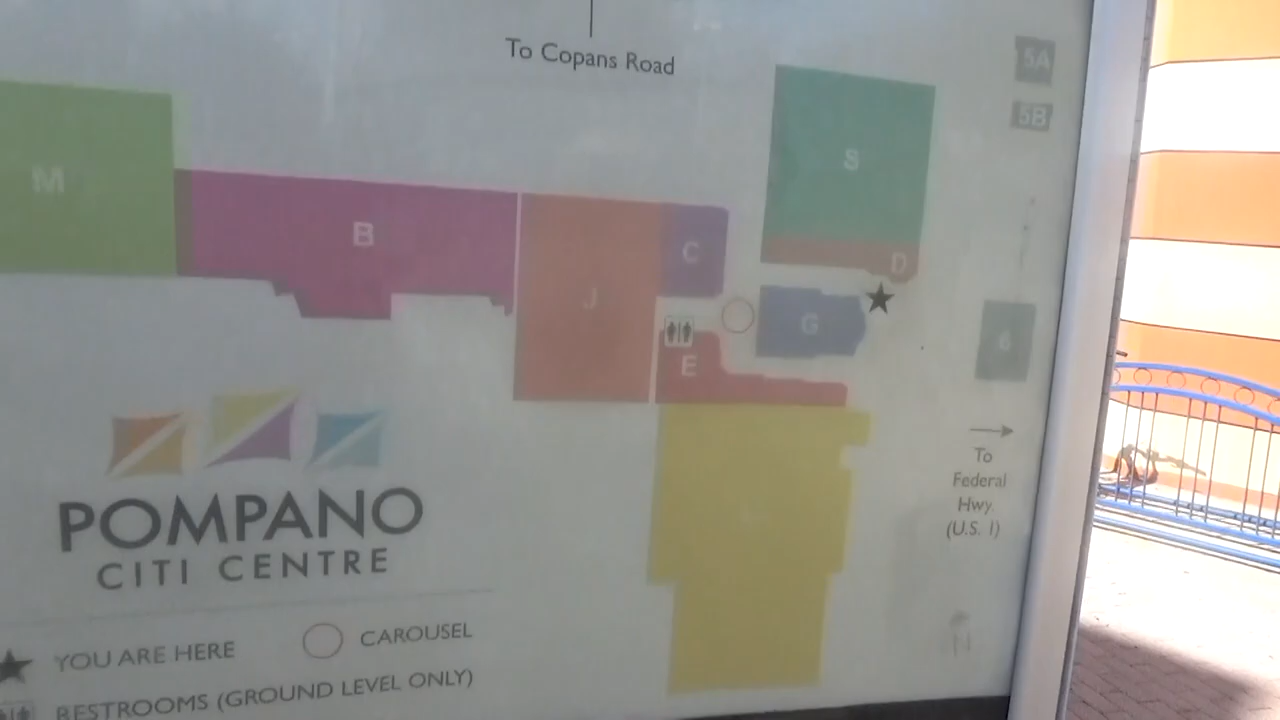 To Copans Road
5A
5B
M
B
J
C
S
D
G
E
6
To
Federal
Hwy.
(U.S. 1)
N
POMPANO
CITI CENTRE
YOU ARE HERE
CAROUSEL
RESTROOMS (GROUND LEVEL ONLY)